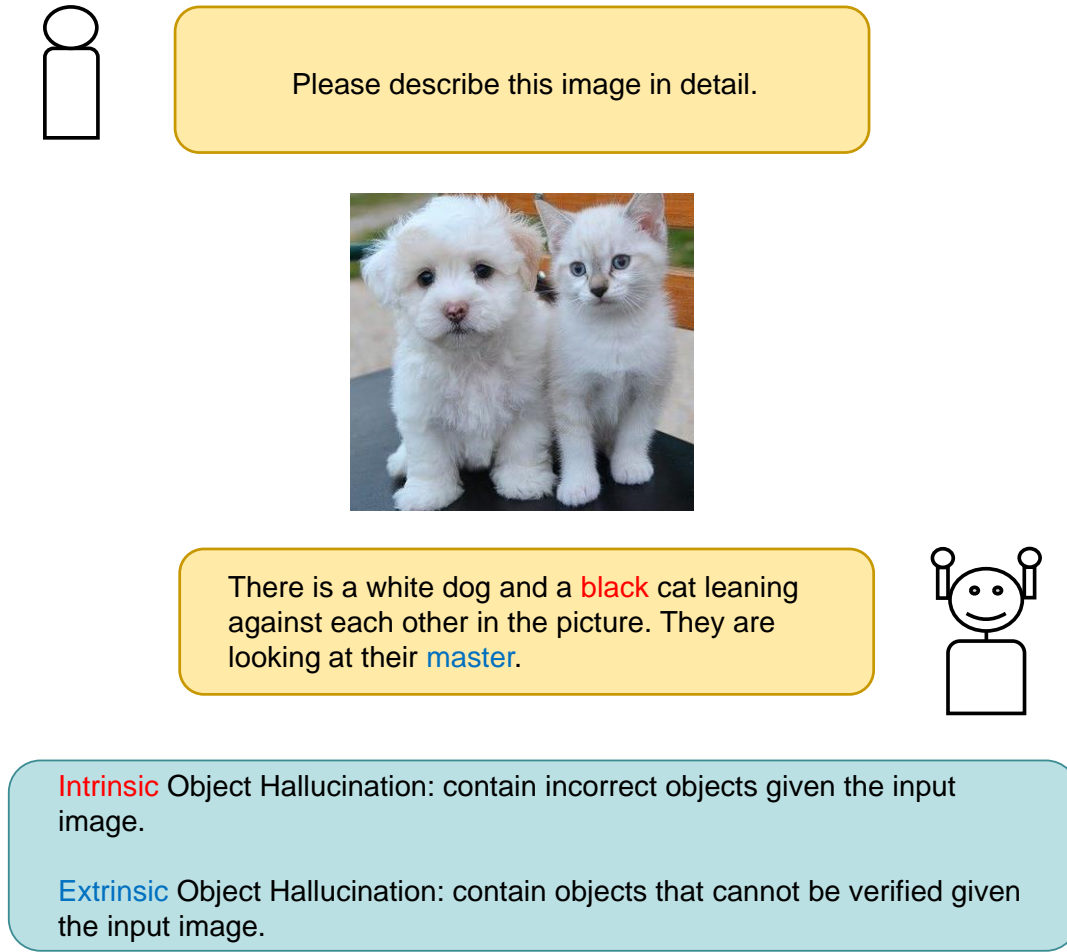 Please describe this image in detail.
There is a white dog and a black cat leaning
against each other in the picture. They are
looking at their master.
Intrinsic Object Hallucination: contain incorrect objects given the input
image.
Extrinsic Object Hallucination: contain objects that cannot be verified given
the input image.